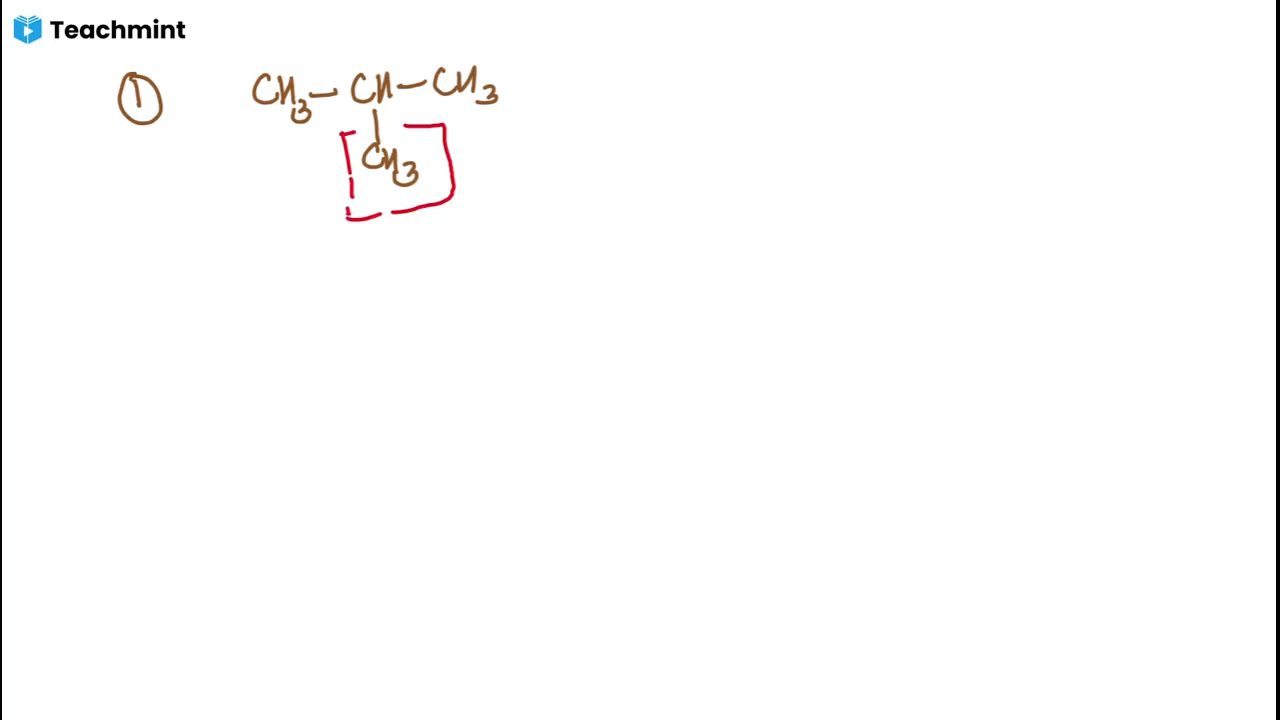 Teachmint
① CH₃—CH—CH₃
|
CH₃